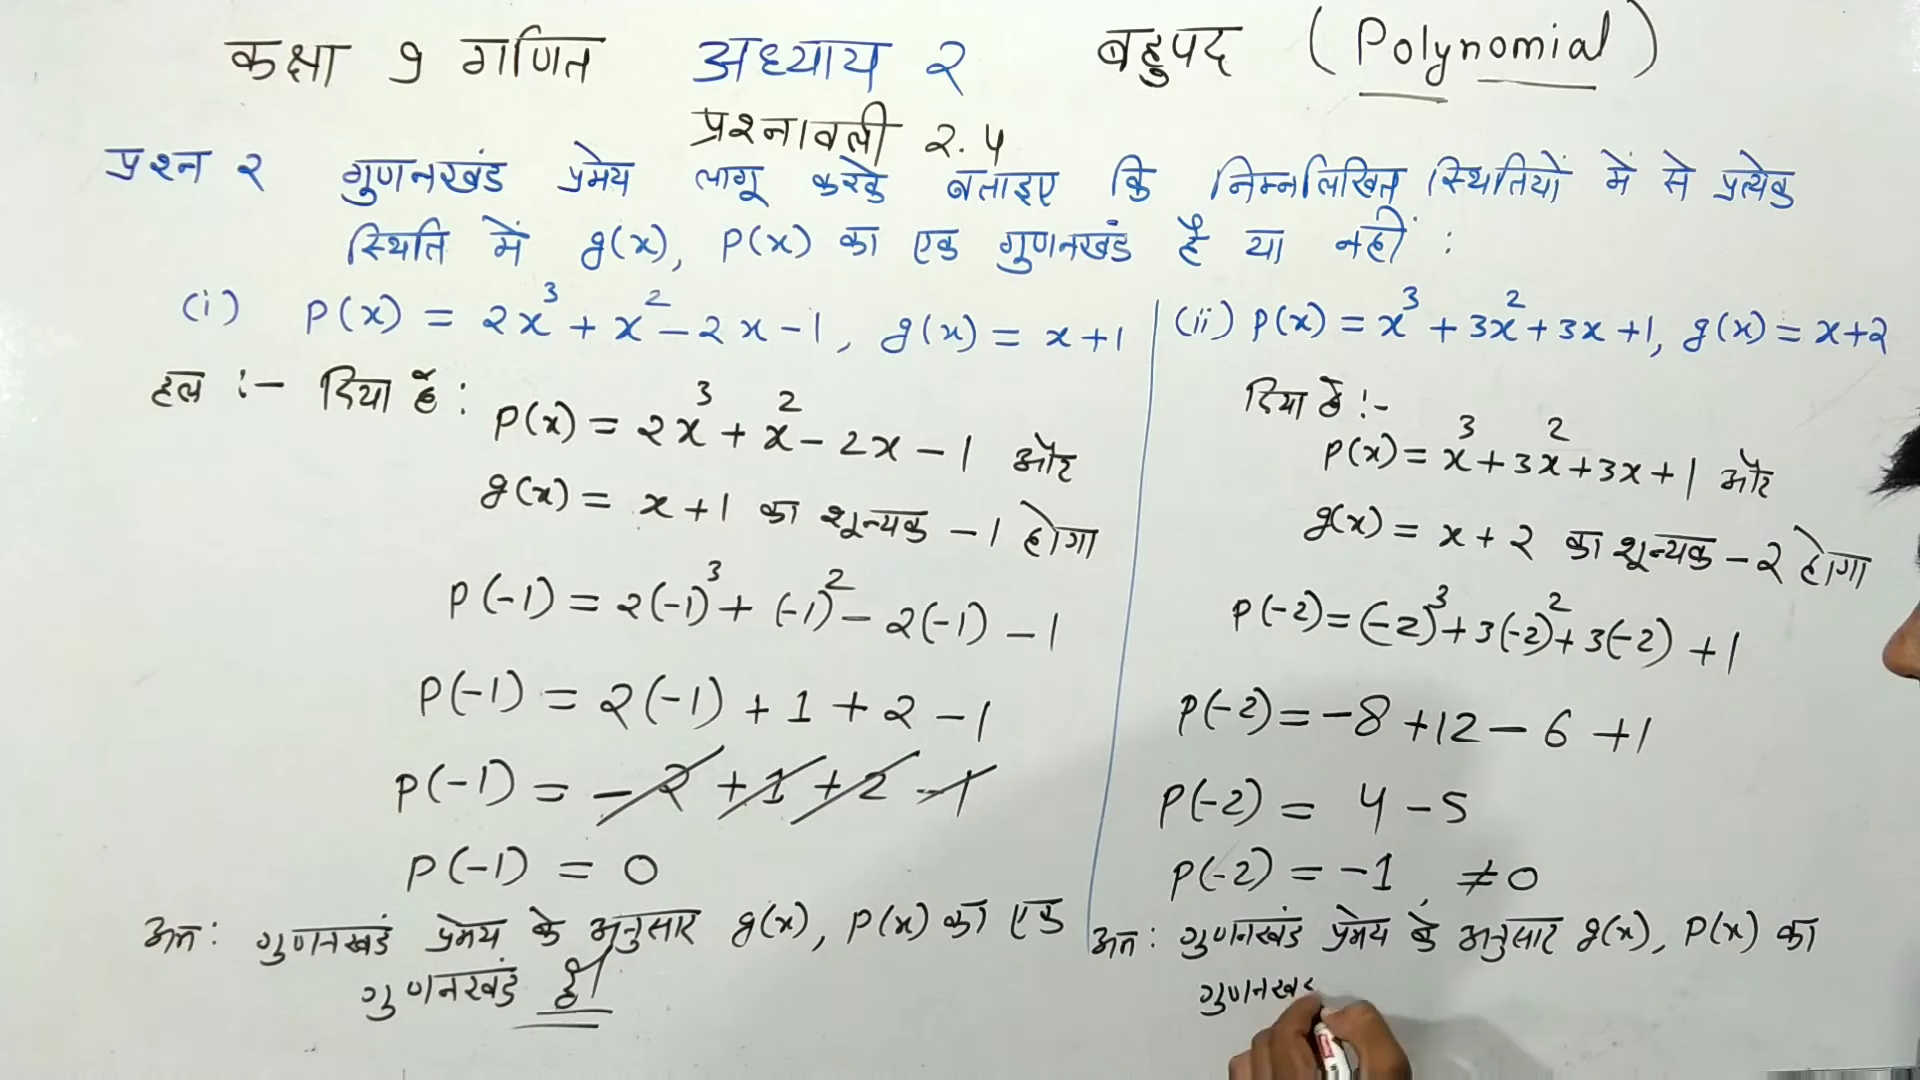 कक्षा 9 गणित अध्याय २ बहुपद (Polynomial)
प्रश्नावली २.५
प्रश्न २ गुणनखंड प्रमेय लागू करके बताइए कि निम्नलिखित स्थितियों में से प्रत्येक
स्थिति में g(x), p(x) का एक गुणनखंड है या नहीं :
(i) P(x) = 2x³ + x² - 2x - 1, g(x) = x + 1
हल :- दिया है :
P(x) = 2x³ + x² - 2x - 1 और
g(x) = x + 1 का शून्यक -1 होगा
P(-1) = 2(-1)³ + (-1)² - 2(-1) - 1
P(-1) = 2(-1) + 1 + 2 - 1
P(-1) = -2 + 1 + 2 - 1
P(-1) = 0
अतः गुणनखंड प्रमेय के अनुसार g(x), P(x) का एक
गुणनखंड है।
(ii) P(x) = x³ + 3x² + 3x + 1, g(x) = x + 2
दिया है :-
P(x) = x³ + 3x² + 3x + 1 और
g(x) = x + 2 का शून्यक -2 होगा
P(-2) = (-2)³ + 3(-2)² + 3(-2) + 1
P(-2) = -8 + 12 - 6 + 1
P(-2) = 4 - 5
P(-2) = -1 ≠ 0
अतः गुणनखंड प्रमेय के अनुसार g(x), P(x) का
गुणनख